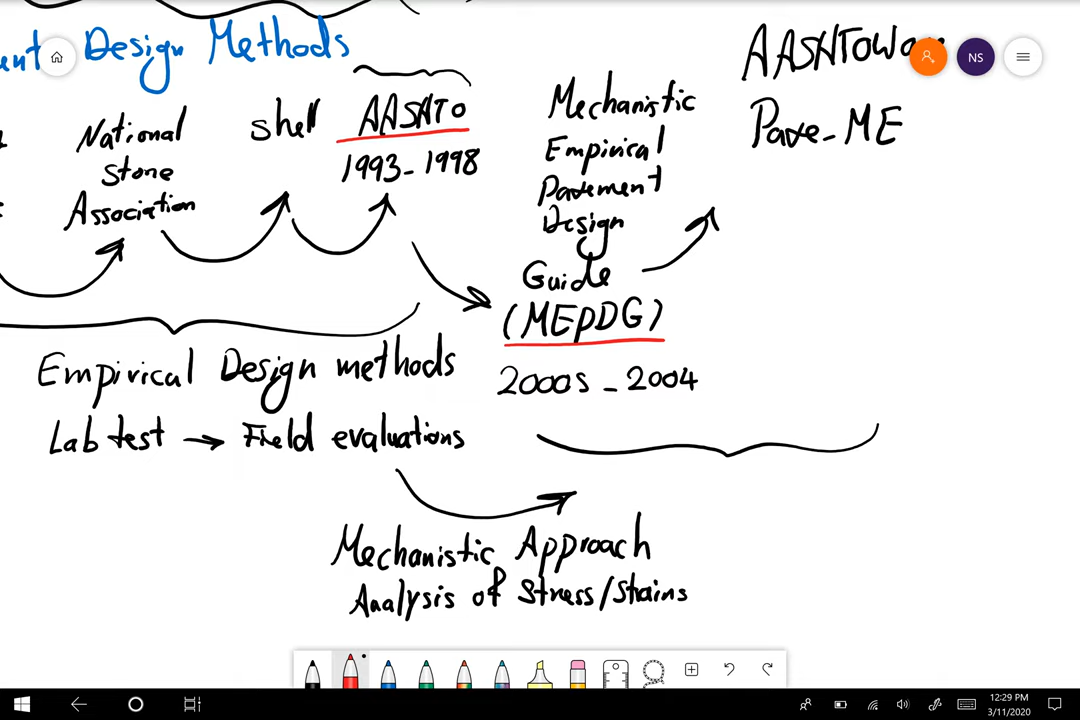 Design Methods
National
Stone
Association
Shell
AASHTO
1993-1998
Mechanistic
Empirical
Pavement
Design
Guide
(MEPDG)
2000s - 2004
Pave-ME
Empirical Design methods
Lab test → Field evaluations
Mechanistic Approach
Analysis of Stress/Strains
NS
12:29 PM
3/11/2020